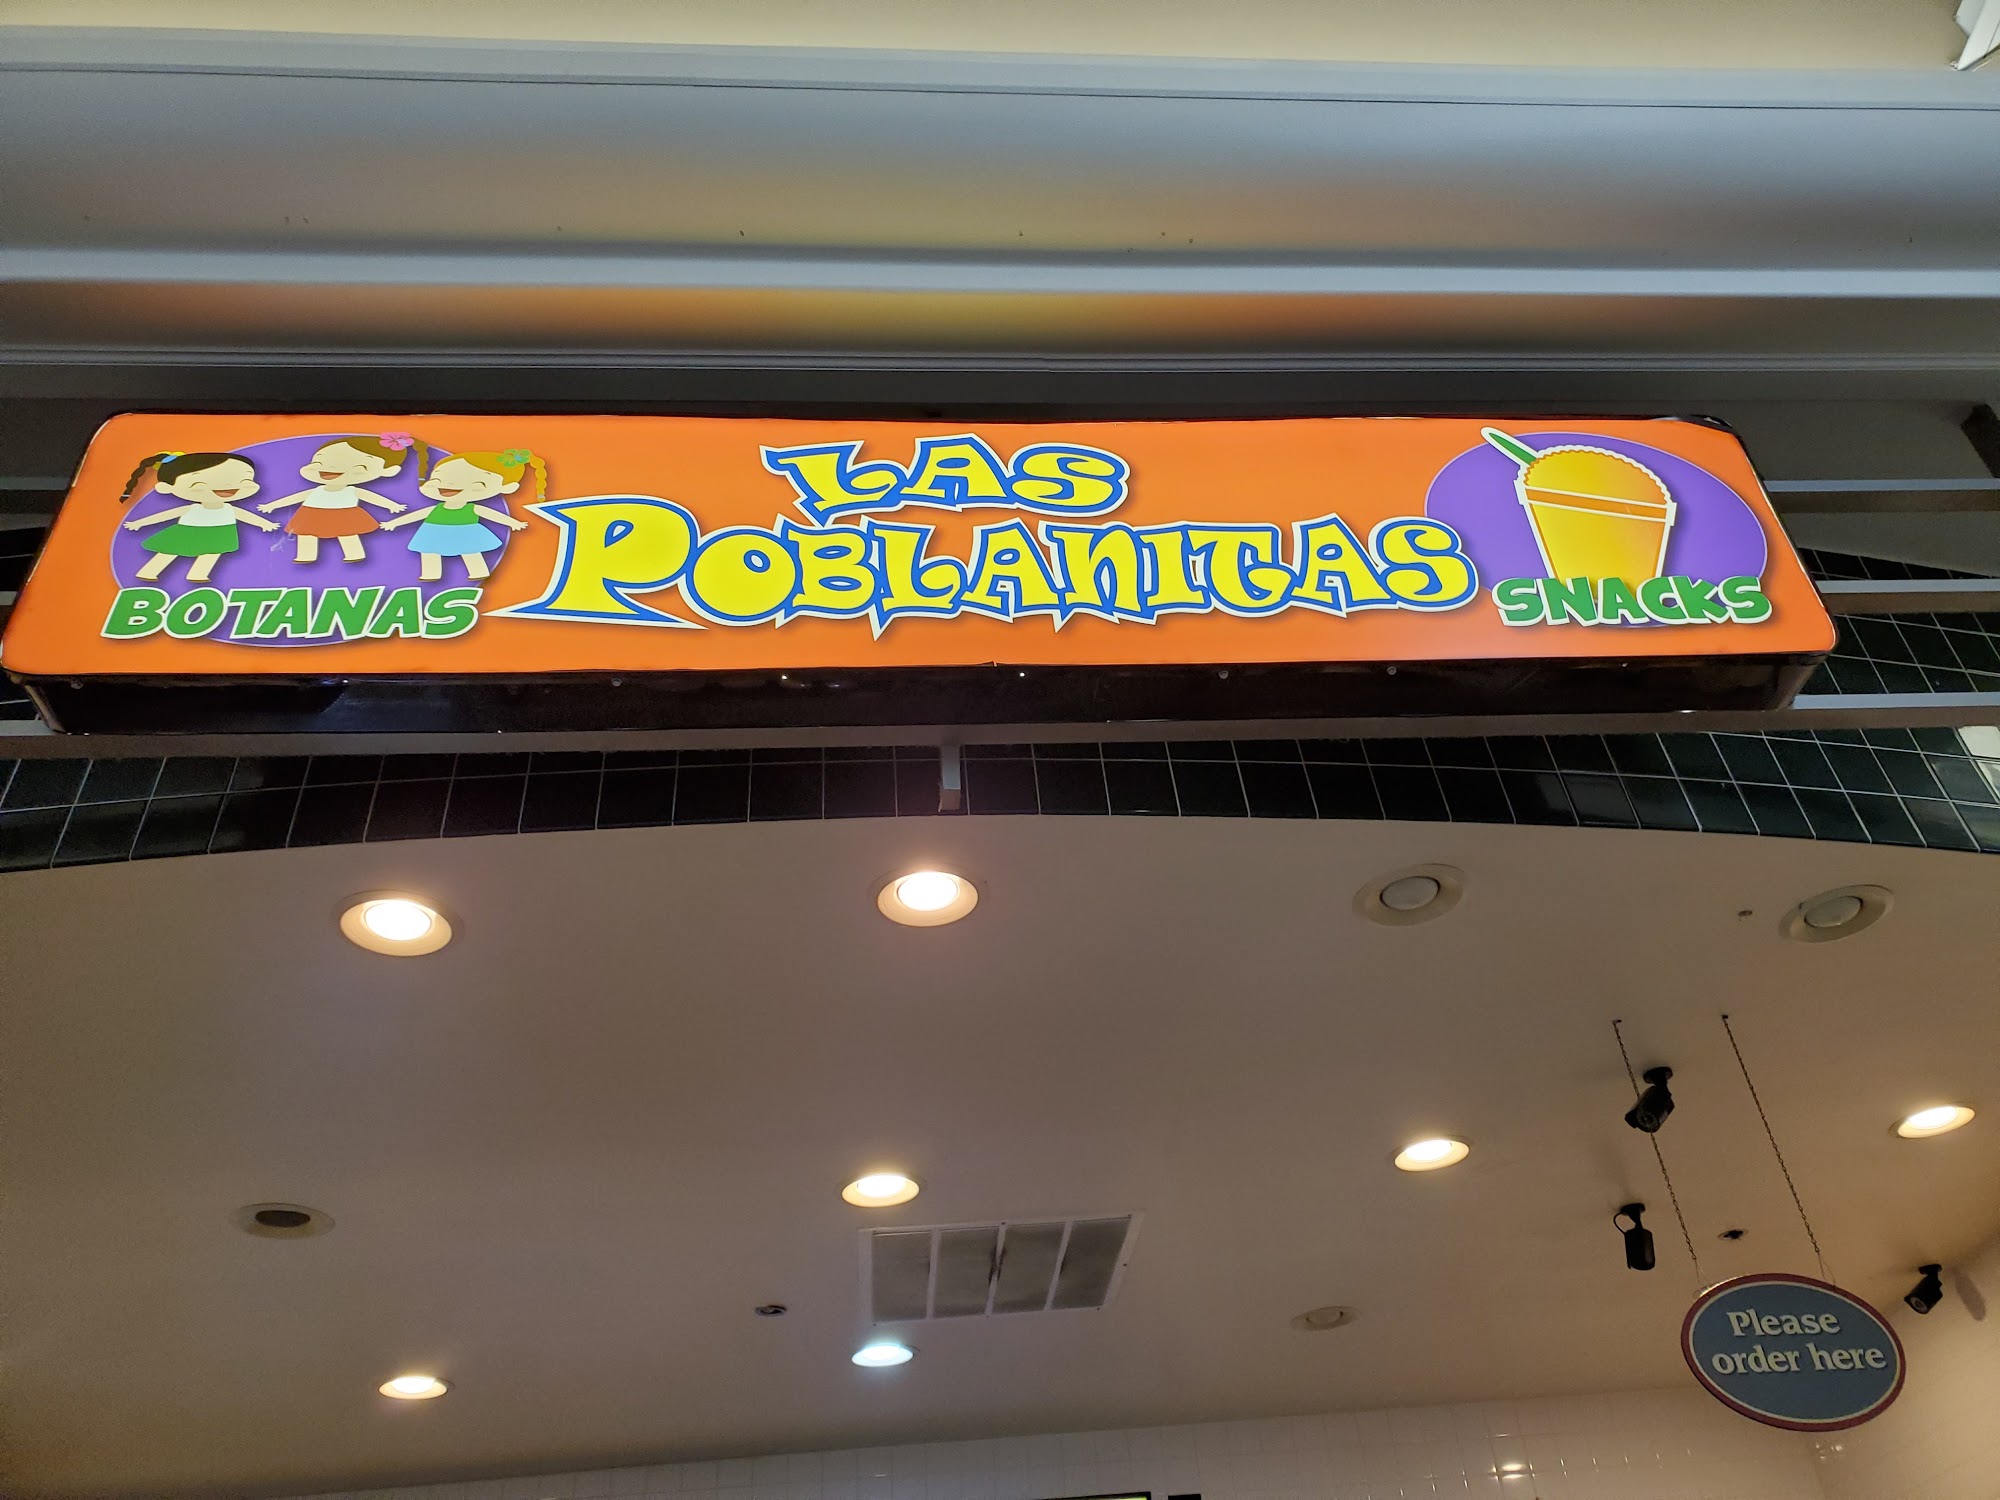 LAS
POBLANITAS
BOTANAS
SNACKS
Please
order here